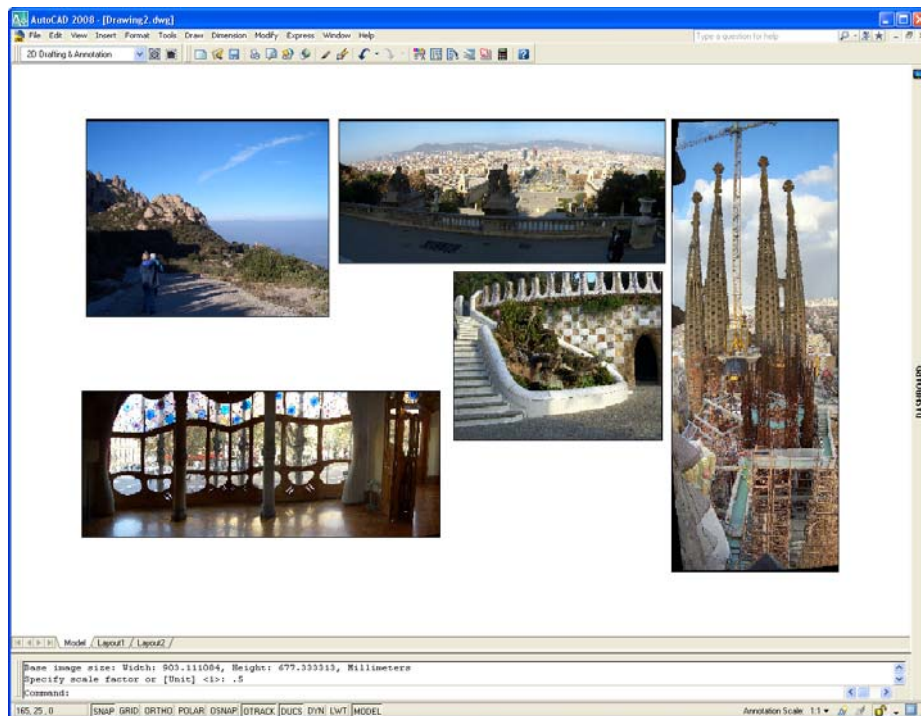 AutoCAD 2008 - [Drawing2.dwg]
File Edit View Insert Format Tools Draw Dimension Modify Express Window Help
Type a question for help
2D Drafting & Annotation
DASHBOARD
Model Layout1 Layout2
Base image size: Width: 903.111084, Height: 677.333313, Millimeters
Specify scale factor or [Unit] <1>: .5
Command:
165, 25 , 0 SNAP GRID ORTHO POLAR OSNAP OTRACK DUCS DYN LWT MODEL Annotation Scale: 1:1